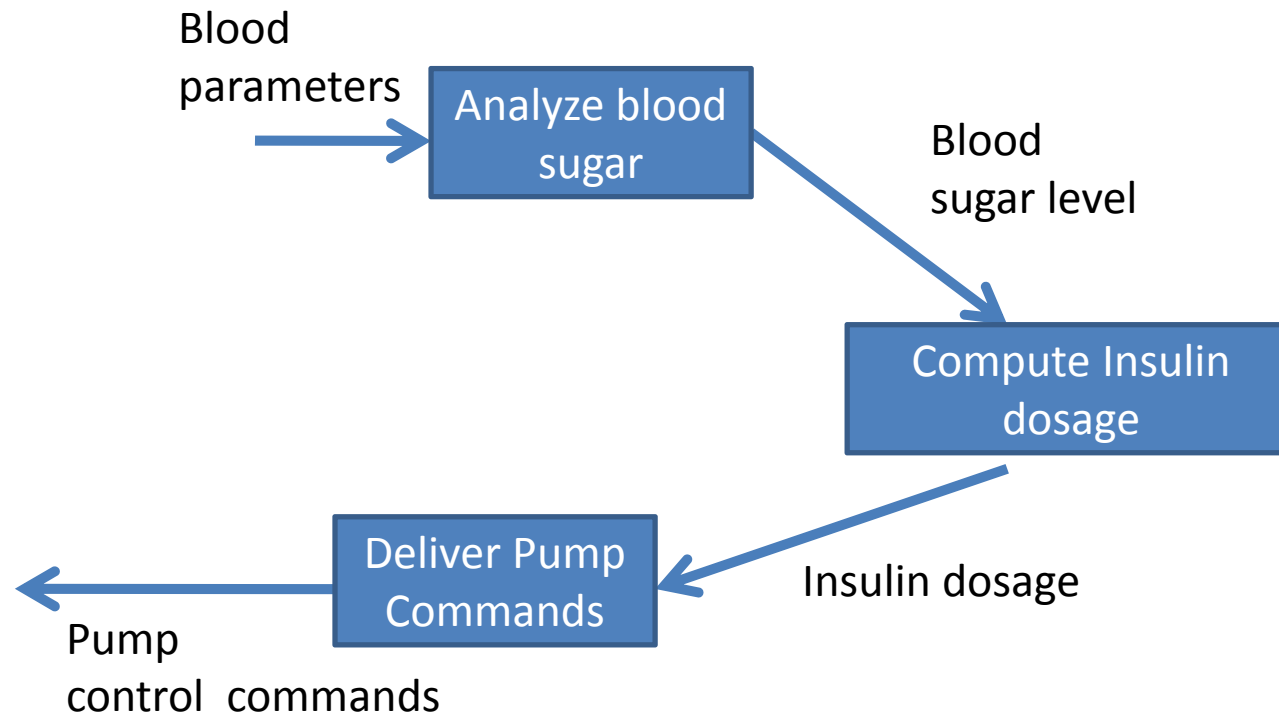 Blood
parameters
Analyze blood
sugar
Blood
sugar level
Compute Insulin
dosage
Deliver Pump
Commands
Insulin dosage
Pump
control commands